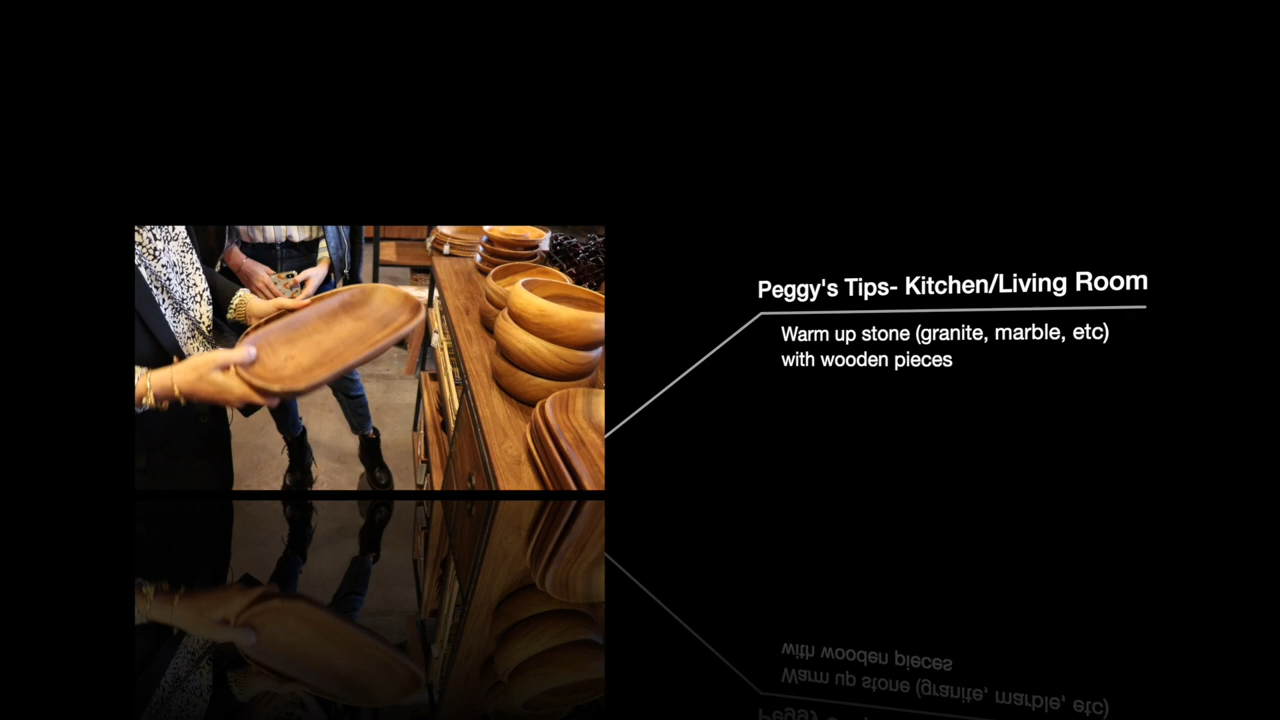 Peggy's Tips- Kitchen/Living Room
Warm up stone (granite, marble, etc)
with wooden pieces